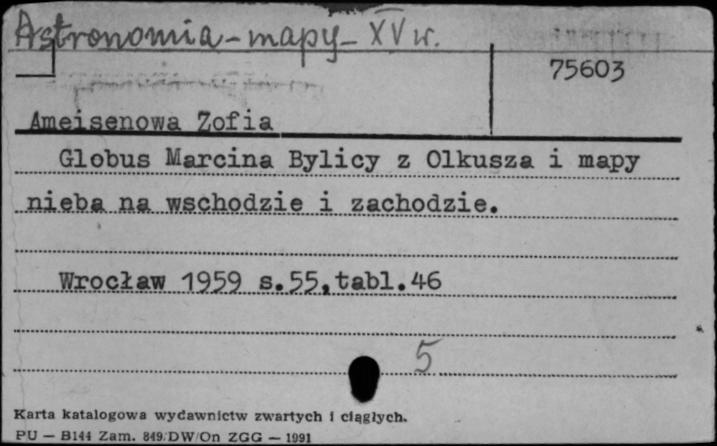 Astronomia - mapy - XV w.
75603
Ameisenowa Zofia
Globus Marcina Bylicy z Olkusza i mapy
nieba na wschodzie i zachodzie.
Wrocław 1959 s.55,tabl.46
5
Karta katalogowa wydawnictw zwartych i ciągłych.
PU — B144 Zam. 849/DW/On ZGG — 1991